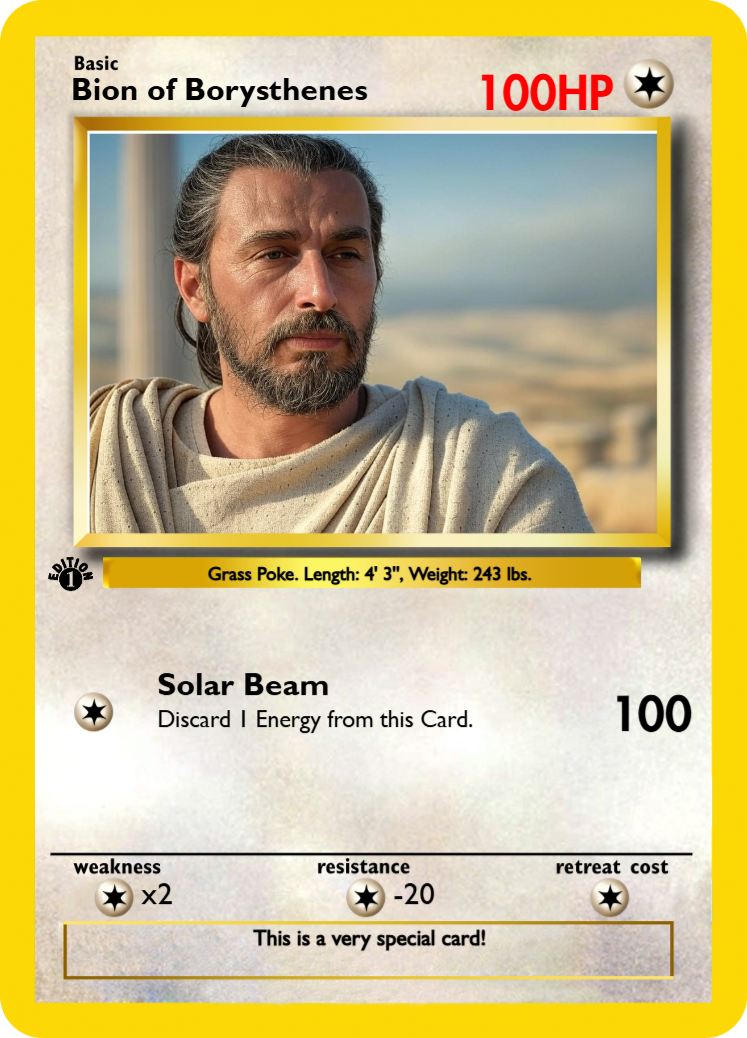 Basic
Bion of Borysthenes
100HP
EDITION
1
Grass Poke. Length: 4' 3", Weight: 243 lbs.
Solar Beam
Discard 1 Energy from this Card.
100
weakness
resistance
retreat cost
x2
-20
This is a very special card!